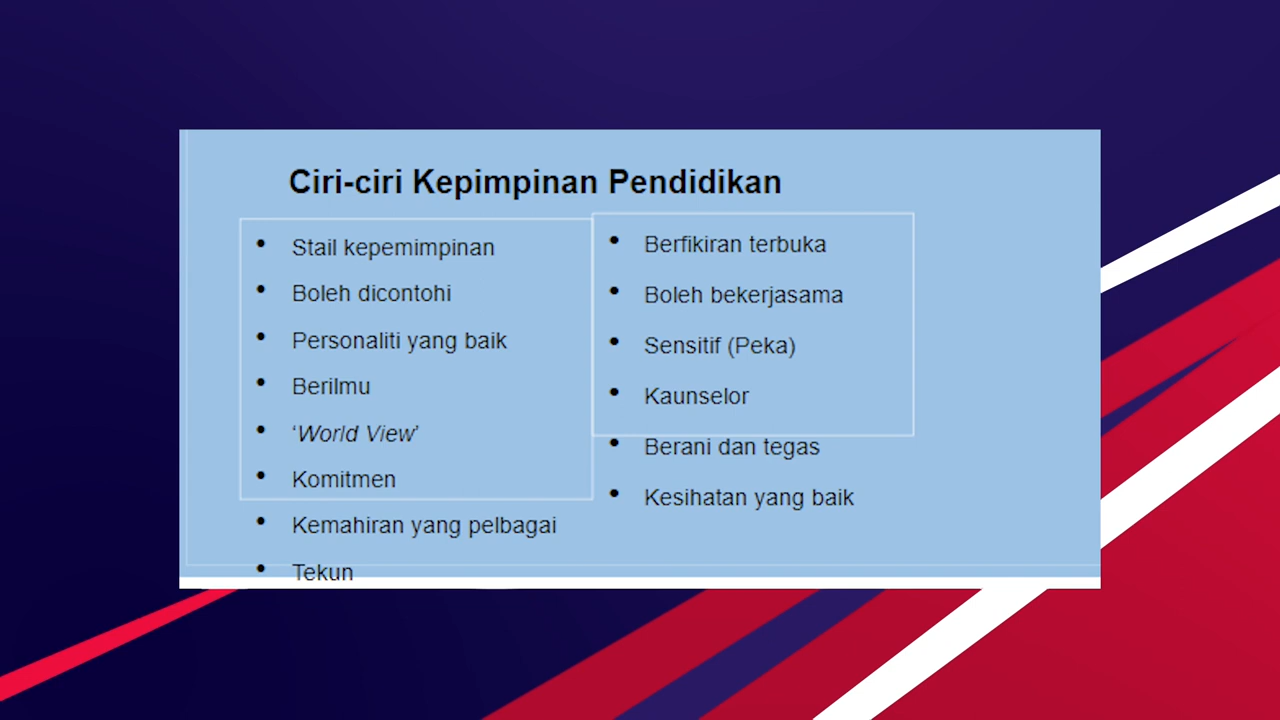 Ciri-ciri Kepimpinan Pendidikan
• Stail kepemimpinan
• Boleh dicontohi
• Personaliti yang baik
• Berilmu
• ‘World View’
• Komitmen
• Kemahiran yang pelbagai
• Tekun
• Berfikiran terbuka
• Boleh bekerjasama
• Sensitif (Peka)
• Kaunselor
• Berani dan tegas
• Kesihatan yang baik